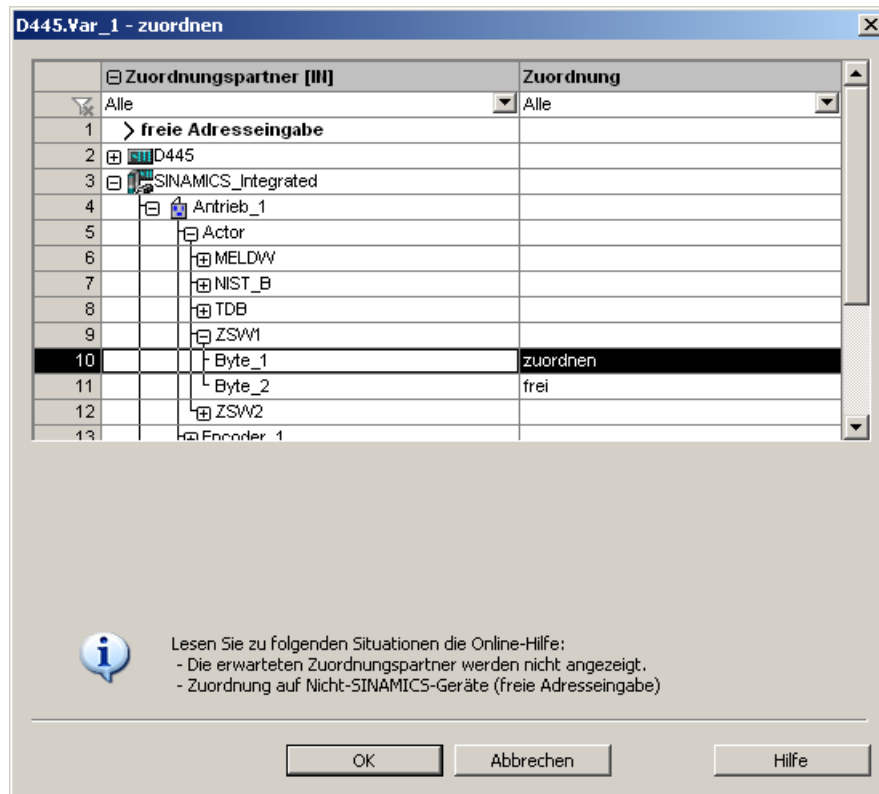 D445.Var_1 - zuordnen
Zuordnungspartner [IN] Zuordnung
Alle Alle
1 freie Adresseingabe
2 D445
3 SINAMICS_Integrated
4 Antrieb_1
5 Actor
6 MELDW
7 NIST_B
8 TDB
9 ZSW1
10 Byte_1 zuordnen
11 Byte_2 frei
12 ZSW2
13 Encoder_1
Lesen Sie zu folgenden Situationen die Online-Hilfe:
- Die erwarteten Zuordnungspartner werden nicht angezeigt.
- Zuordnung auf Nicht-SINAMICS-Geräte (freie Adresseingabe)
OK Abbrechen Hilfe